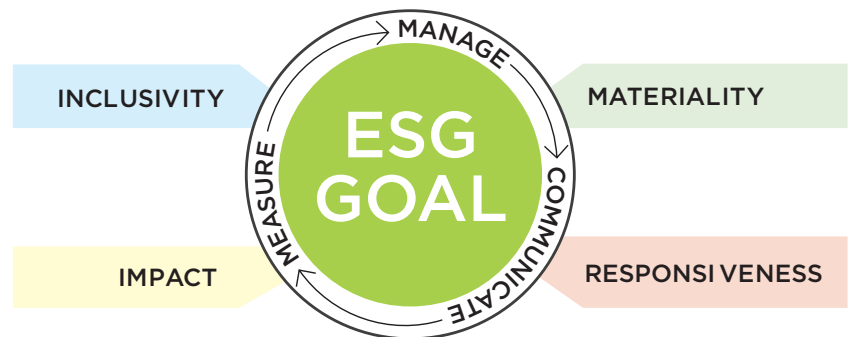 MANAGE
INCLUSIVITY
MATERIALITY
ESG
GOAL
MEASURE
COMMUNICATE
IMPACT
RESPONSI VENESS